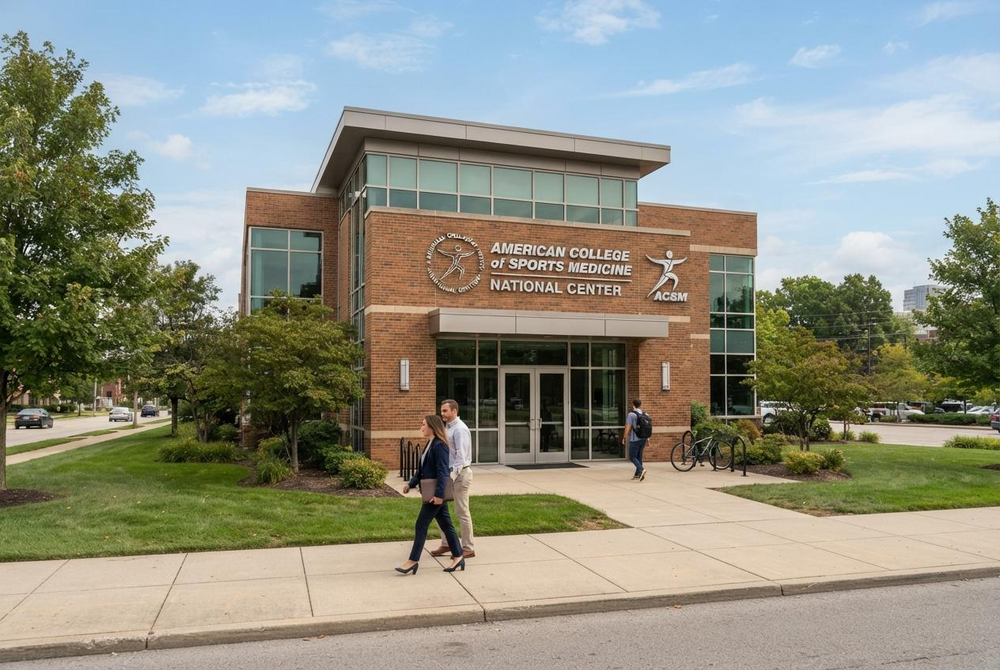 AMERICAN COLLEGE
of SPORTS MEDICINE
NATIONAL CENTER
ACSM